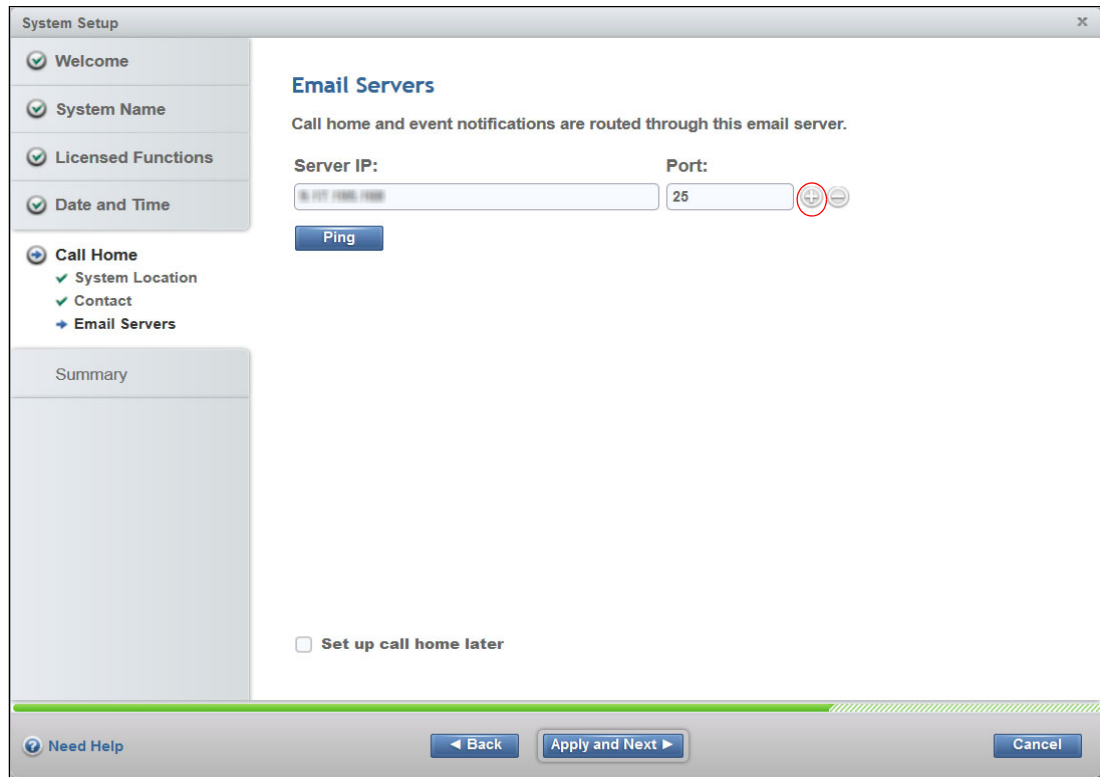 System Setup
x
Welcome
System Name
Licensed Functions
Date and Time
Call Home
System Location
Contact
Email Servers
Summary
Email Servers
Call home and event notifications are routed through this email server.
Server IP: Port:
25
Ping
Set up call home later
Need Help
Back Apply and Next Cancel